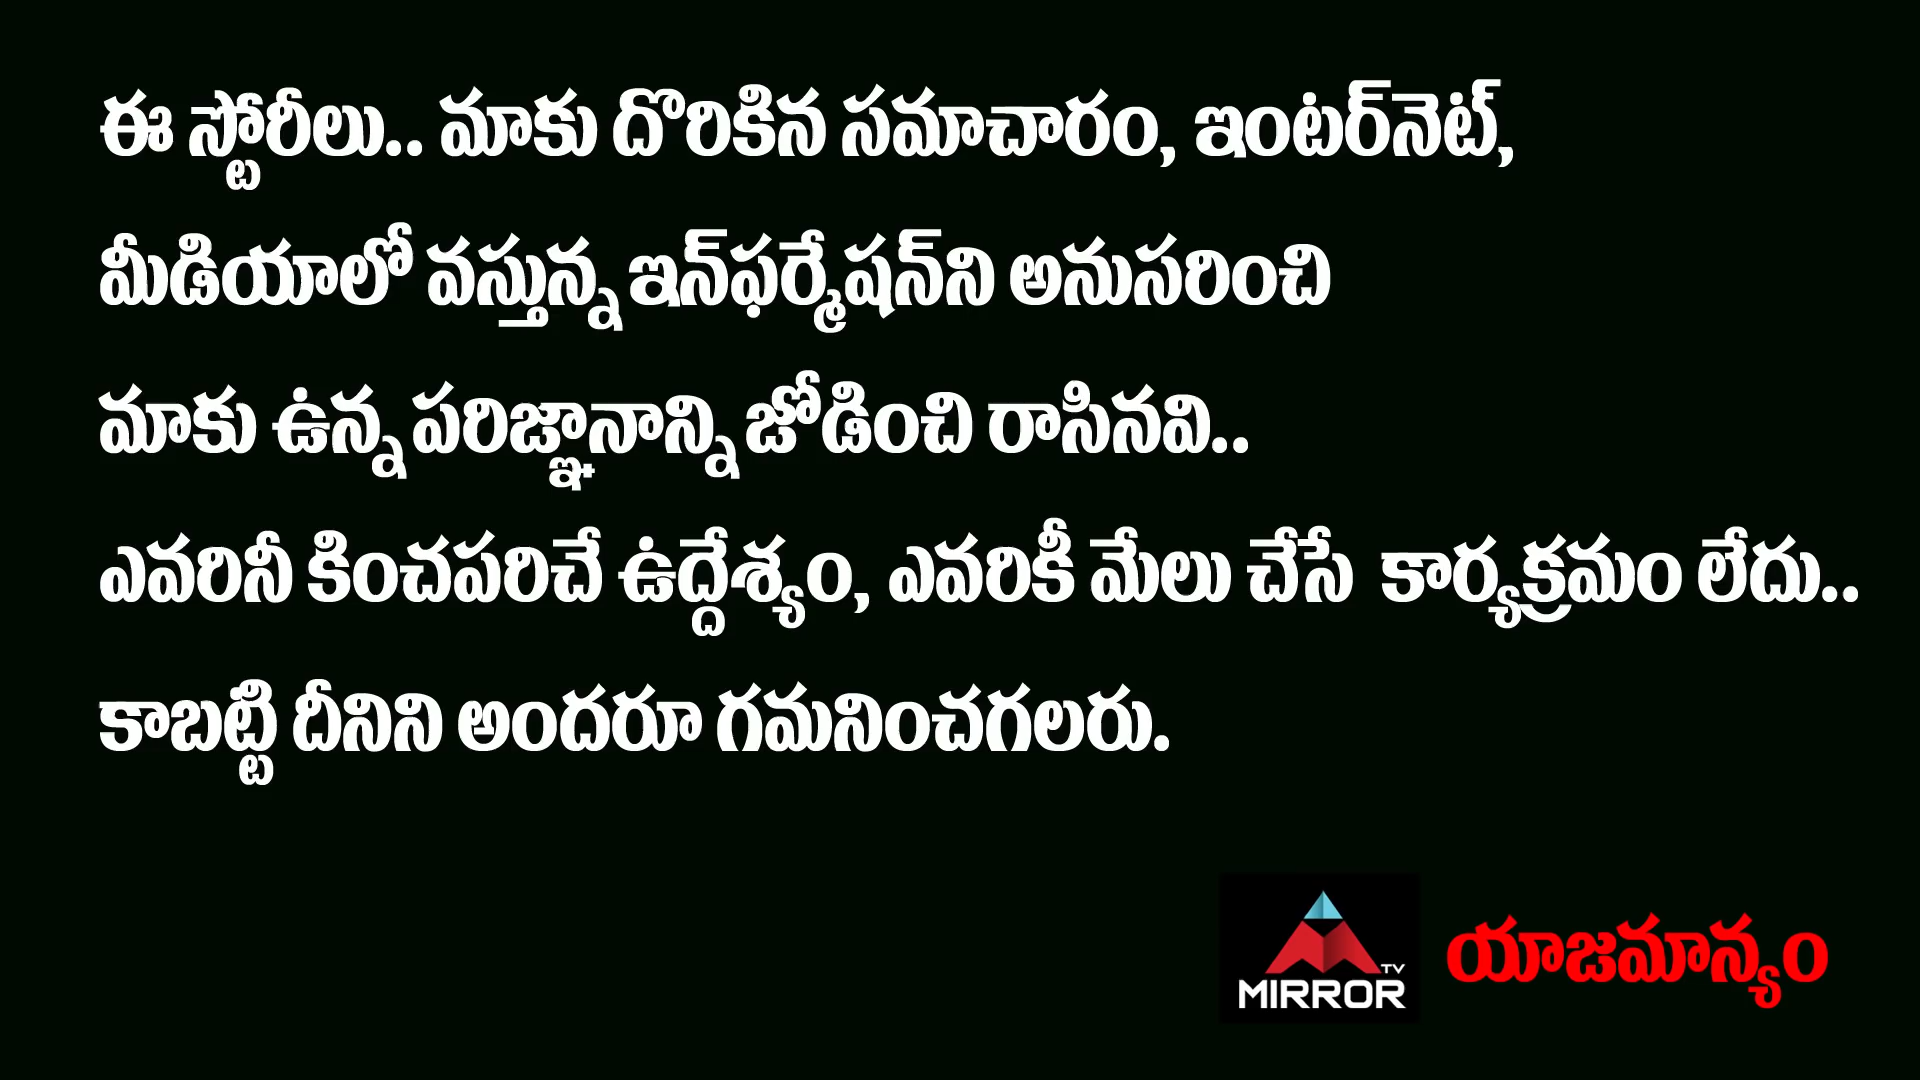 ఈ స్టోరీలు.. మాకు దొరికిన సమాచారం, ఇంటర్‌నెట్,
మీడియాలో వస్తున్న ఇన్‌ఫర్మేషన్‌ని అనుసరించి
మాకు ఉన్న పరిజ్ఞానాన్ని జోడించి రాసినవి..
ఎవరినీ కించపరిచే ఉద్దేశ్యం, ఎవరికీ మేలు చేసే కార్యక్రమం లేదు..
కాబట్టి దీనిని అందరూ గమనించగలరు.
TV
MIRROR
యాజమాన్యం